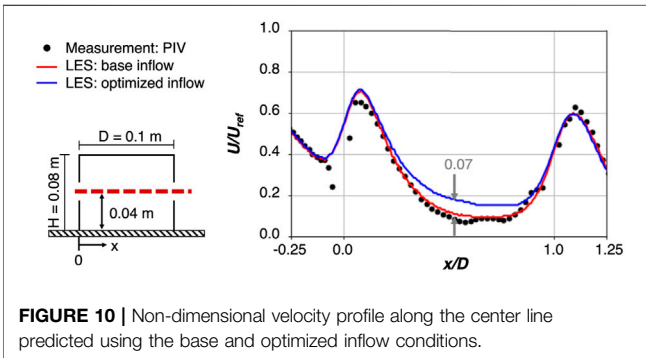 Measurement: PIV
LES: base inflow
LES: optimized inflow
D = 0.1 m
H = 0.08 m
0.04 m
x
0
U/Uref
1.0
0.8
0.6
0.4
0.2
0.0
0.07
-0.25
0.0
1.0
1.25
x/D
FIGURE 10 | Non-dimensional velocity profile along the center line
predicted using the base and optimized inflow conditions.